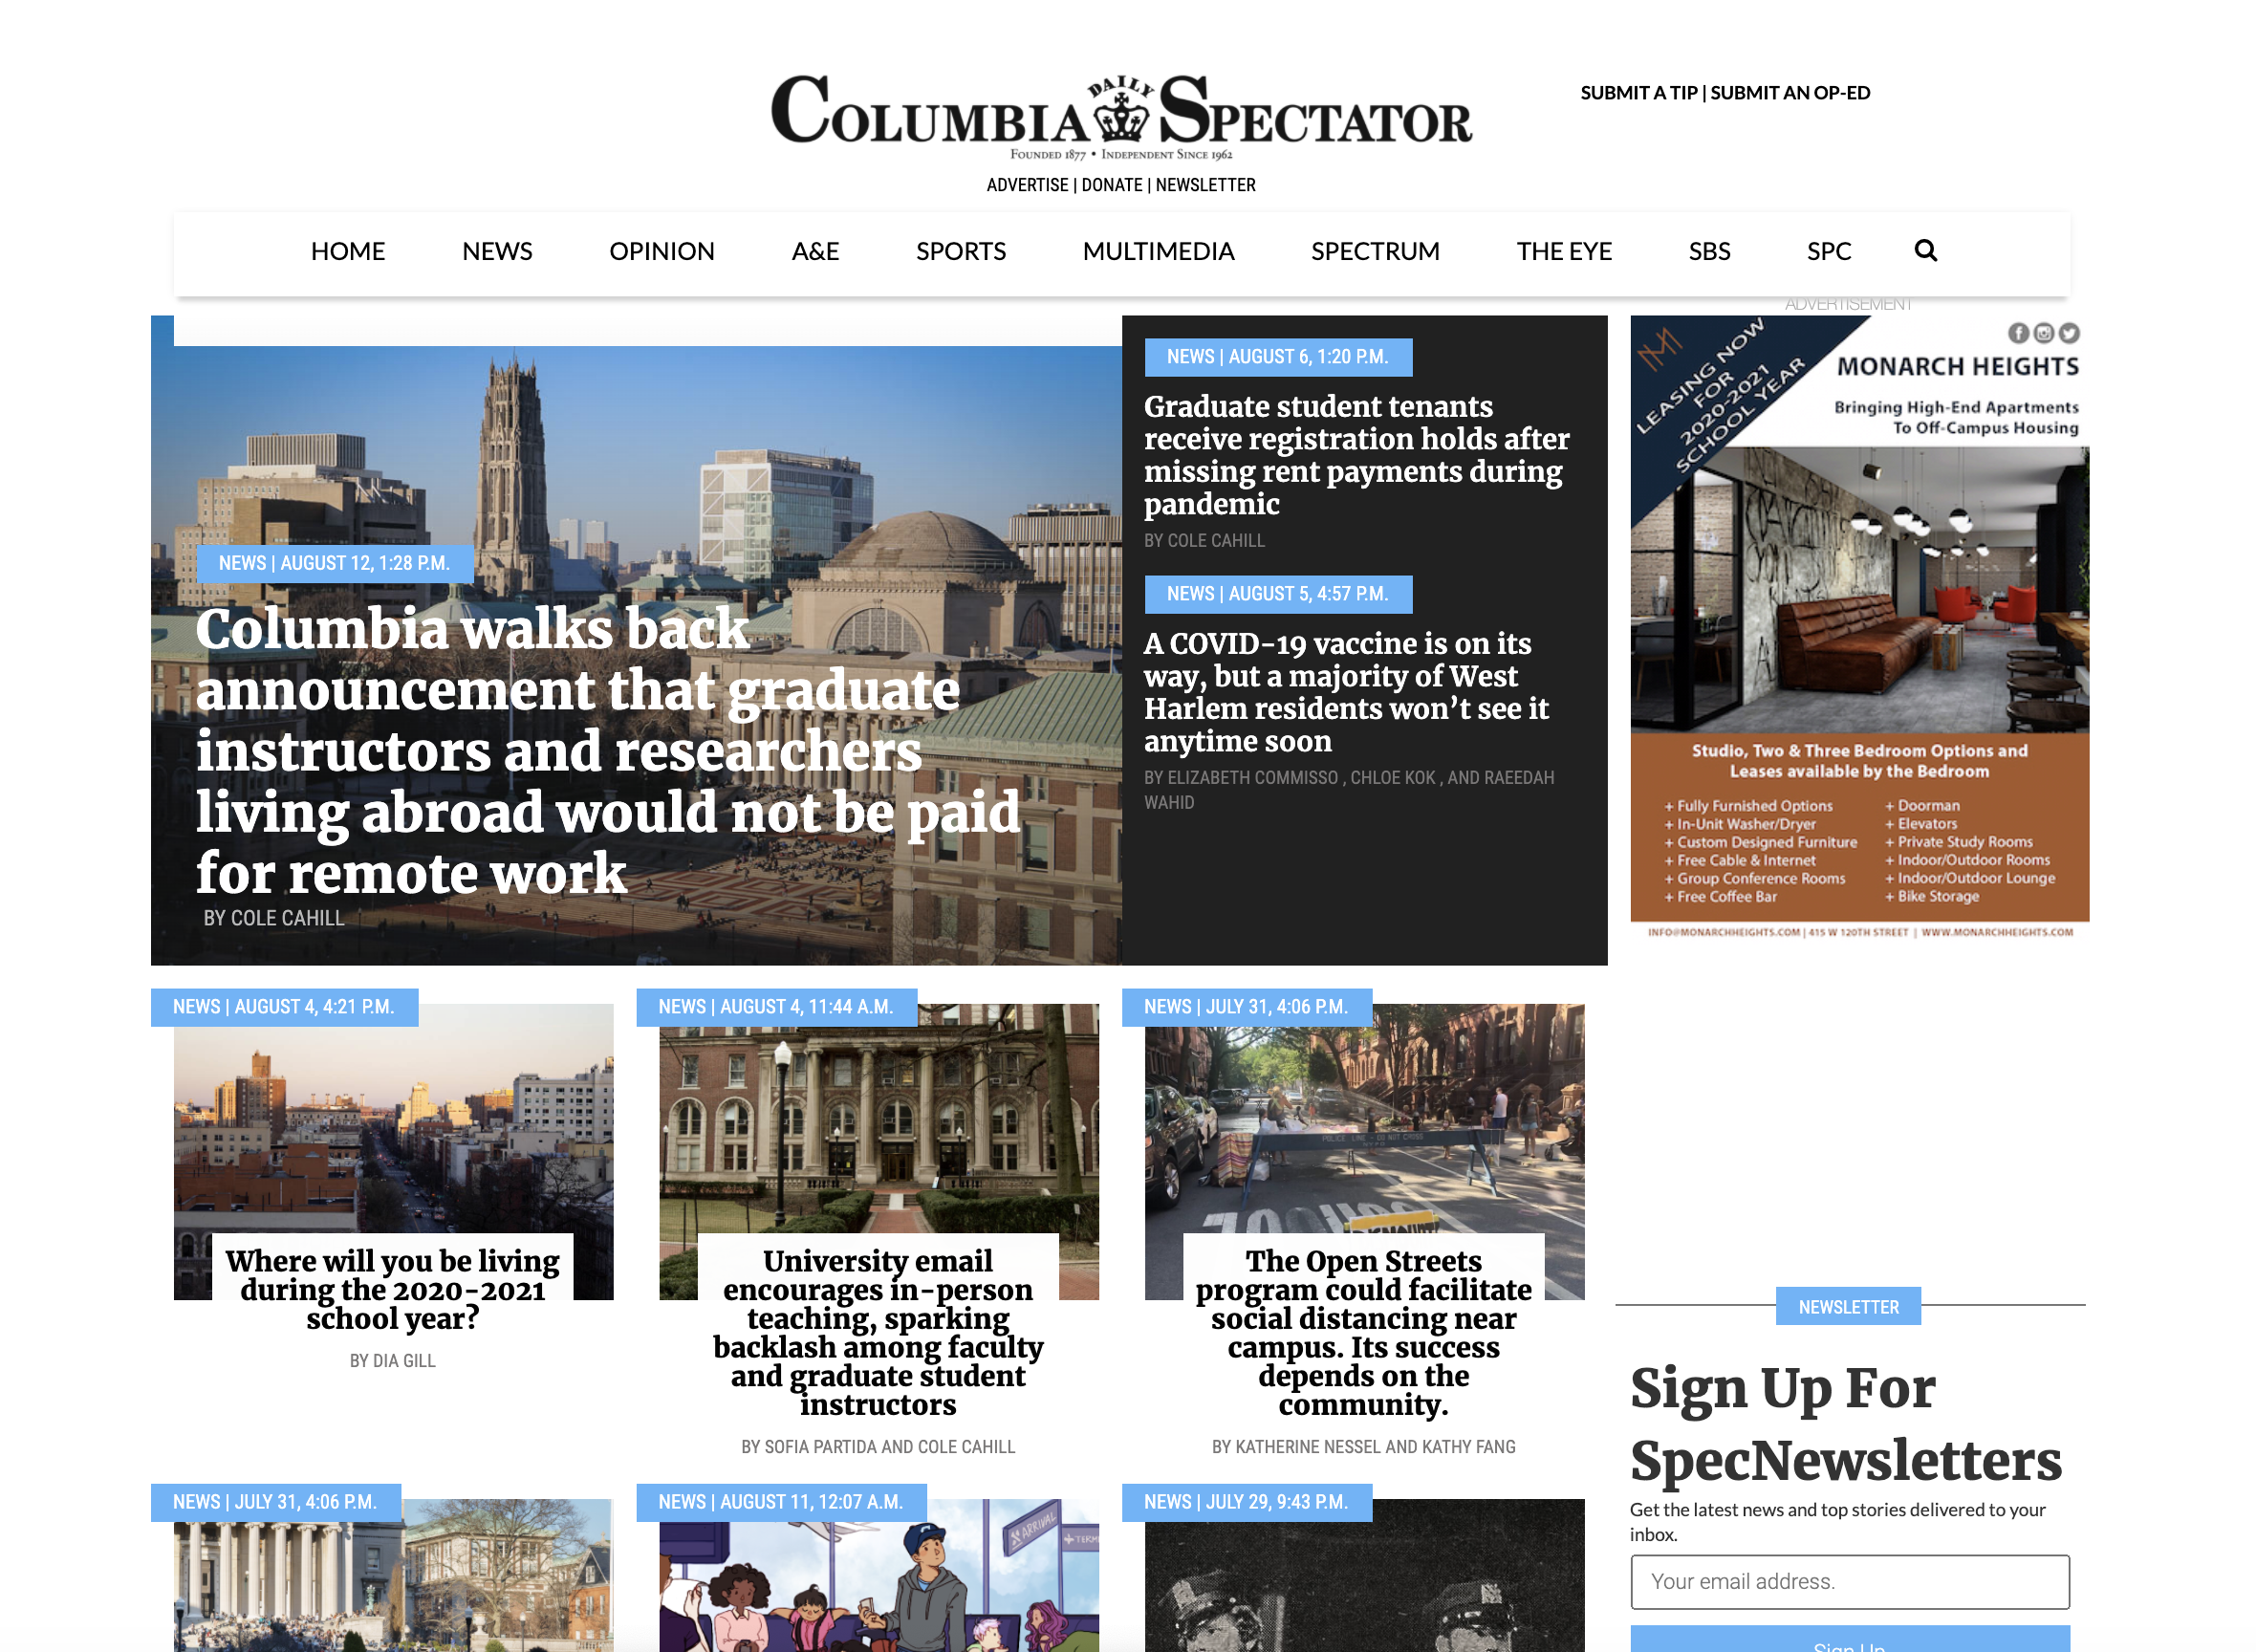 COLUMBIA DAILY SPECTATOR
FOUNDED 1877 • INDEPENDENT SINCE 1962
SUBMIT A TIP | SUBMIT AN OP-ED
ADVERTISE | DONATE | NEWSLETTER
HOME NEWS OPINION A&E SPORTS MULTIMEDIA SPECTRUM THE EYE SBS SPC
NEWS | AUGUST 12, 1:28 P.M.
Columbia walks back
announcement that graduate
instructors and researchers
living abroad would not be paid
for remote work
BY COLE CAHILL
NEWS | AUGUST 6, 1:20 P.M.
Graduate student tenants
receive registration holds after
missing rent payments during
pandemic
BY COLE CAHILL
NEWS | AUGUST 5, 4:57 P.M.
A COVID-19 vaccine is on its
way, but a majority of West
Harlem residents won’t see it
anytime soon
BY ELIZABETH COMMISSO , CHLOE KOK , AND RAEEDAH
WAHID
ADVERTISEMENT
LEASING NOW
FOR
2020-2021
SCHOOL YEAR
MONARCH HEIGHTS
Bringing High-End Apartments
To Off-Campus Housing
Studio, Two & Three Bedroom Options and
Leases available by the Bedroom
+ Fully Furnished Options
+ In-Unit Washer/Dryer
+ Custom Designed Furniture
+ Free Cable & Internet
+ Group Conference Rooms
+ Free Coffee Bar
+ Doorman
+ Elevators
+ Private Study Rooms
+ Indoor/Outdoor Rooms
+ Indoor/Outdoor Lounge
+ Bike Storage
INFO@MONARCHHEIGHTS.COM | 415 W 120TH STREET | WWW.MONARCHHEIGHTS.COM
NEWS | AUGUST 4, 4:21 P.M.
Where will you be living
during the 2020-2021
school year?
BY DIA GILL
NEWS | AUGUST 4, 11:44 A.M.
University email
encourages in-person
teaching, sparking
backlash among faculty
and graduate student
instructors
BY SOFIA PARTIDA AND COLE CAHILL
NEWS | JULY 31, 4:06 P.M.
POLICE LINE - DO NOT CROSS
The Open Streets
program could facilitate
social distancing near
campus. Its success
depends on the
community.
BY KATHERINE NESSEL AND KATHY FANG
NEWS | JULY 31, 4:06 P.M.
NEWS | AUGUST 11, 12:07 A.M.
ARRIVAL
NEWS | JULY 29, 9:43 P.M.
NEWSLETTER
Sign Up For
SpecNewsletters
Get the latest news and top stories delivered to your
inbox.
Your email address.
Sign Up